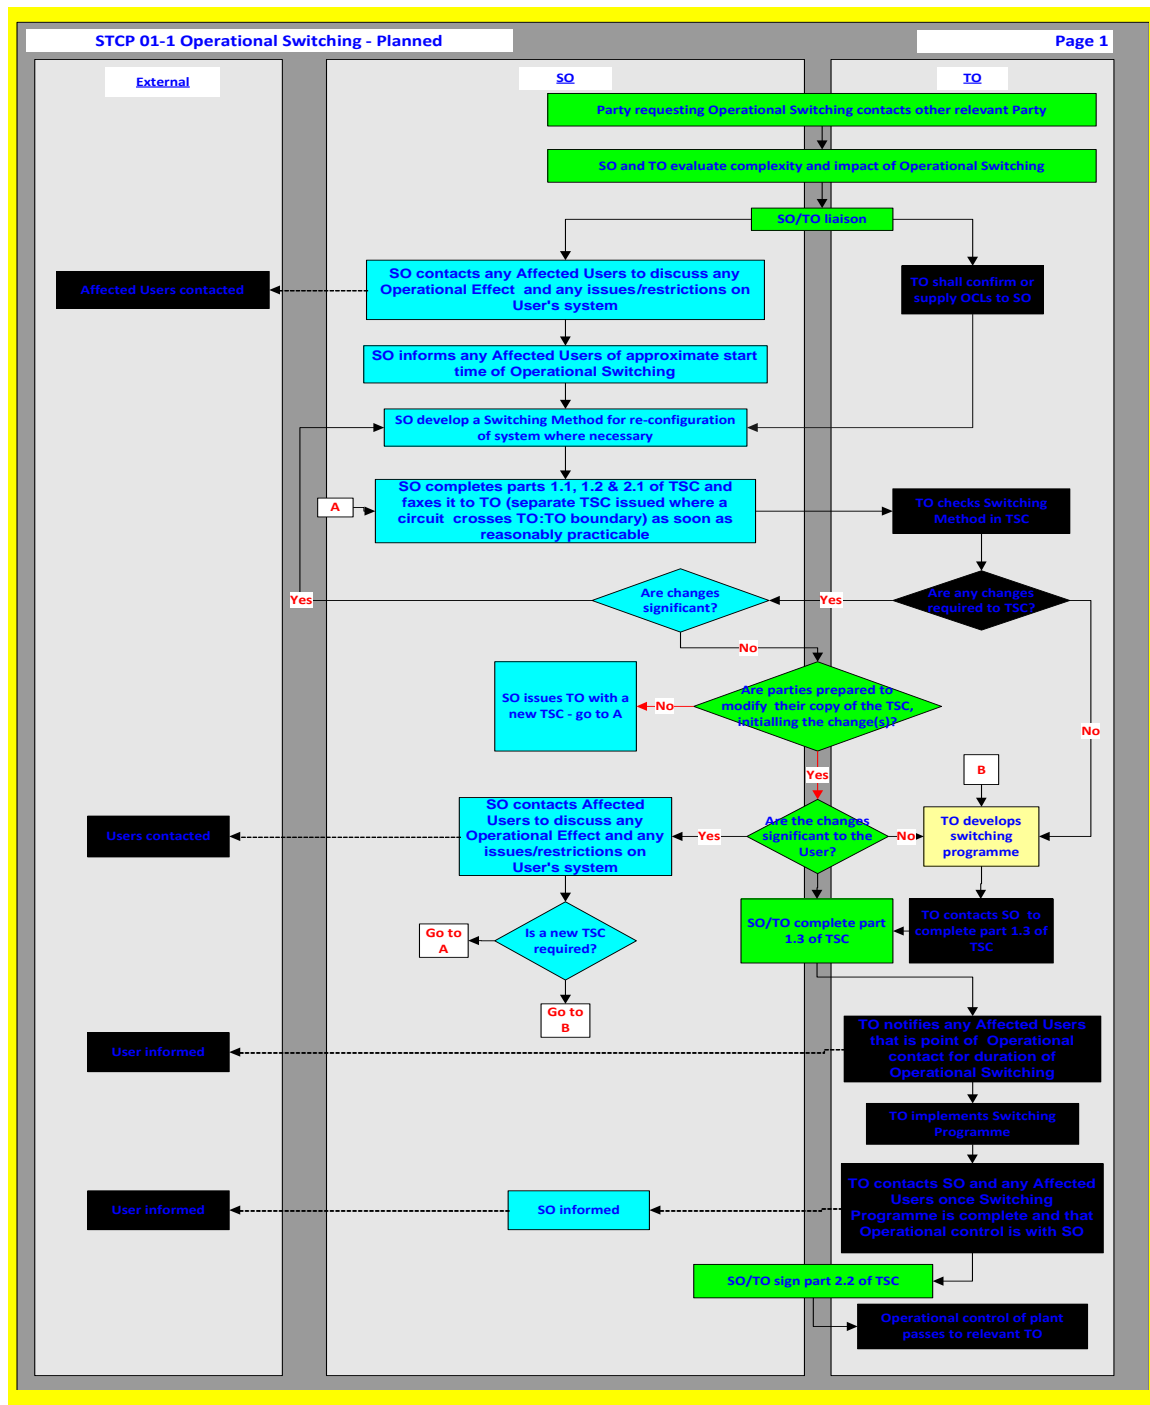 STCP 01-1 Operational Switching - Planned
Page 1
External
SO
TO
Party requesting Operational Switching contacts other relevant Party
SO and TO evaluate complexity and impact of Operational Switching
SO/TO liaison
Affected Users contacted
SO contacts any Affected Users to discuss any
Operational Effect  and any issues/restrictions on
User's system
TO shall confirm or
supply OCLs to SO
SO informs any Affected Users of approximate start
time of Operational Switching
SO develop a Switching Method for re-configuration
of system where necessary
A
SO completes parts 1.1, 1.2 & 2.1 of TSC and
faxes it to TO (separate TSC issued where a
circuit  crosses TO:TO boundary) as soon as
reasonably practicable
TO checks Switching
Method in TSC
Yes
Are changes
significant?
Yes
Are any changes
required to TSC?
No
SO issues TO with a
new TSC - go to A
No
Are parties prepared to
modify  their copy of the TSC,
initialling the change(s)?
No
Yes
B
Users contacted
SO contacts Affected
Users to discuss any
Operational Effect and any
issues/restrictions on
User's system
Yes
Are the changes
significant to the
User?
No
TO develops
switching
programme
Go to
A
Is a new TSC
required?
SO/TO complete part
1.3 of TSC
TO contacts SO  to
complete part 1.3 of
TSC
Go to
B
User informed
TO notifies any Affected Users
that is point of  Operational
contact for duration of
Operational Switching
TO implements Switching
Programme
User informed
SO informed
TO contacts SO and any Affected
Users once Switching
Programme is complete and that
Operational control is with SO
SO/TO sign part 2.2 of TSC
Operational control of plant
passes to relevant TO